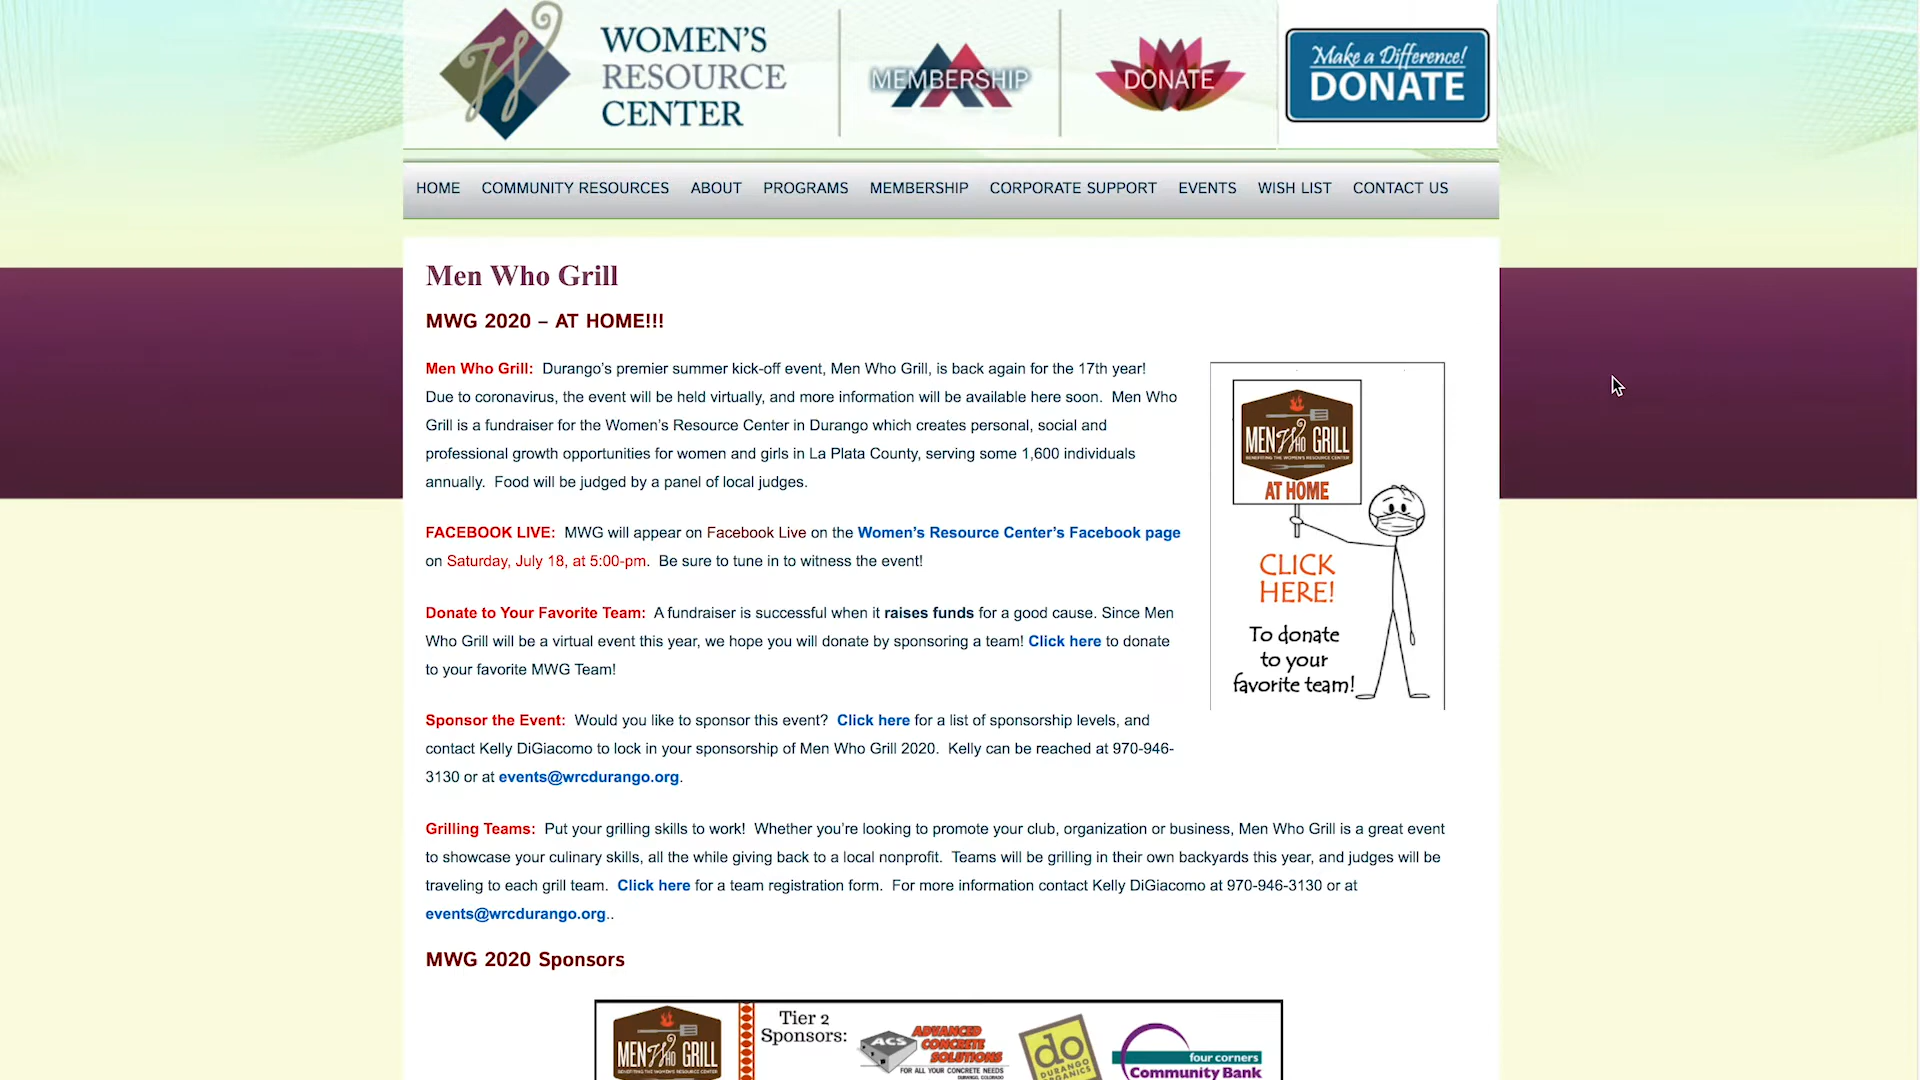 WOMEN'S
RESOURCE
CENTER
MEMBERSHIP
DONATE
Make a Difference!
DONATE
HOME COMMUNITY RESOURCES ABOUT PROGRAMS MEMBERSHIP CORPORATE SUPPORT EVENTS WISH LIST CONTACT US
Men Who Grill
MWG 2020 – AT HOME!!!
Men Who Grill: Durango's premier summer kick-off event, Men Who Grill, is back again for the 17th year!
Due to coronavirus, the event will be held virtually, and more information will be available here soon. Men Who
Grill is a fundraiser for the Women's Resource Center in Durango which creates personal, social and
professional growth opportunities for women and girls in La Plata County, serving some 1,600 individuals
annually. Food will be judged by a panel of local judges.
FACEBOOK LIVE: MWG will appear on Facebook Live on the Women's Resource Center's Facebook page
on Saturday, July 18, at 5:00-pm. Be sure to tune in to witness the event!
Donate to Your Favorite Team: A fundraiser is successful when it raises funds for a good cause. Since Men
Who Grill will be a virtual event this year, we hope you will donate by sponsoring a team! Click here to donate
to your favorite MWG Team!
Sponsor the Event: Would you like to sponsor this event? Click here for a list of sponsorship levels, and
contact Kelly DiGiacomo to lock in your sponsorship of Men Who Grill 2020. Kelly can be reached at 970-946-
3130 or at events@wrcdurango.org.
MEN WHO GRILL
BENEFITING THE WOMEN'S RESOURCE CENTER
AT HOME
CLICK
HERE!
To donate
to your
favorite team!
Grilling Teams: Put your grilling skills to work! Whether you're looking to promote your club, organization or business, Men Who Grill is a great event
to showcase your culinary skills, all the while giving back to a local nonprofit. Teams will be grilling in their own backyards this year, and judges will be
traveling to each grill team. Click here for a team registration form. For more information contact Kelly DiGiacomo at 970-946-3130 or at
events@wrcdurango.org..
MWG 2020 Sponsors
MEN WHO GRILL
BENEFITING THE WOMEN'S RESOURCE CENTER
Tier 2
Sponsors:
ACS
ADVANCED
CONCRETE
SOLUTIONS
FOR ALL YOUR CONCRETE NEEDS
DURANGO, COLORADO
do
DURANGO
ORGANICS
four corners
Community Bank